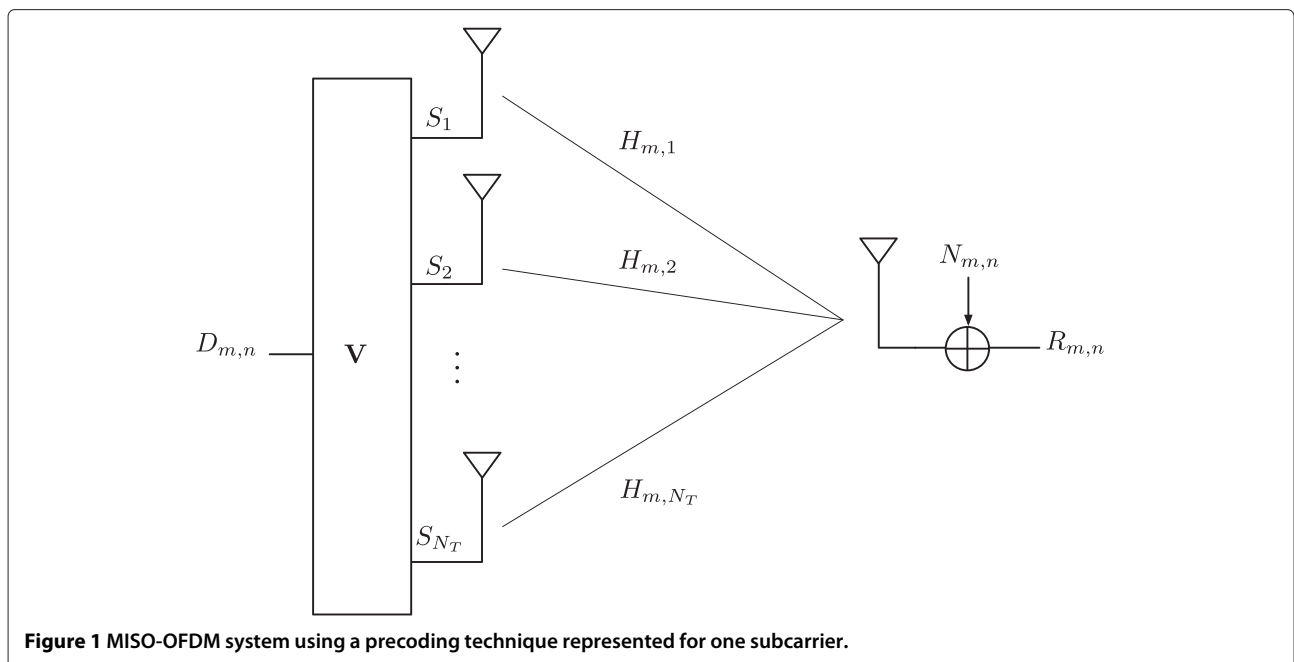 S_1
H_{m,1}
S_2
H_{m,2}
N_{m,n}
D_{m,n}
V
⋮
R_{m,n}
H_{m,N_T}
S_{N_T}
Figure 1 MISO-OFDM system using a precoding technique represented for one subcarrier.